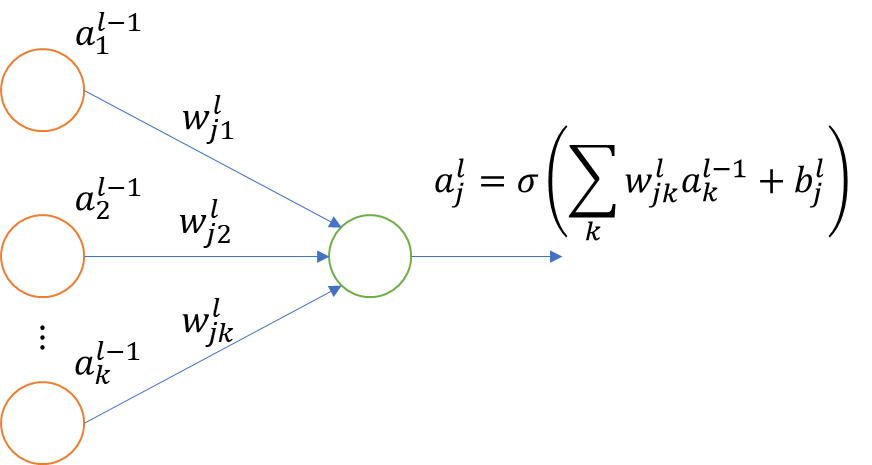 a_1^{l−1}
w_{j1}^l
a_j^l = σ(∑_k w_{jk}^l a_k^{l−1} + b_j^l)
a_2^{l−1}
w_{j2}^l
w_{jk}^l
⋮
a_k^{l−1}